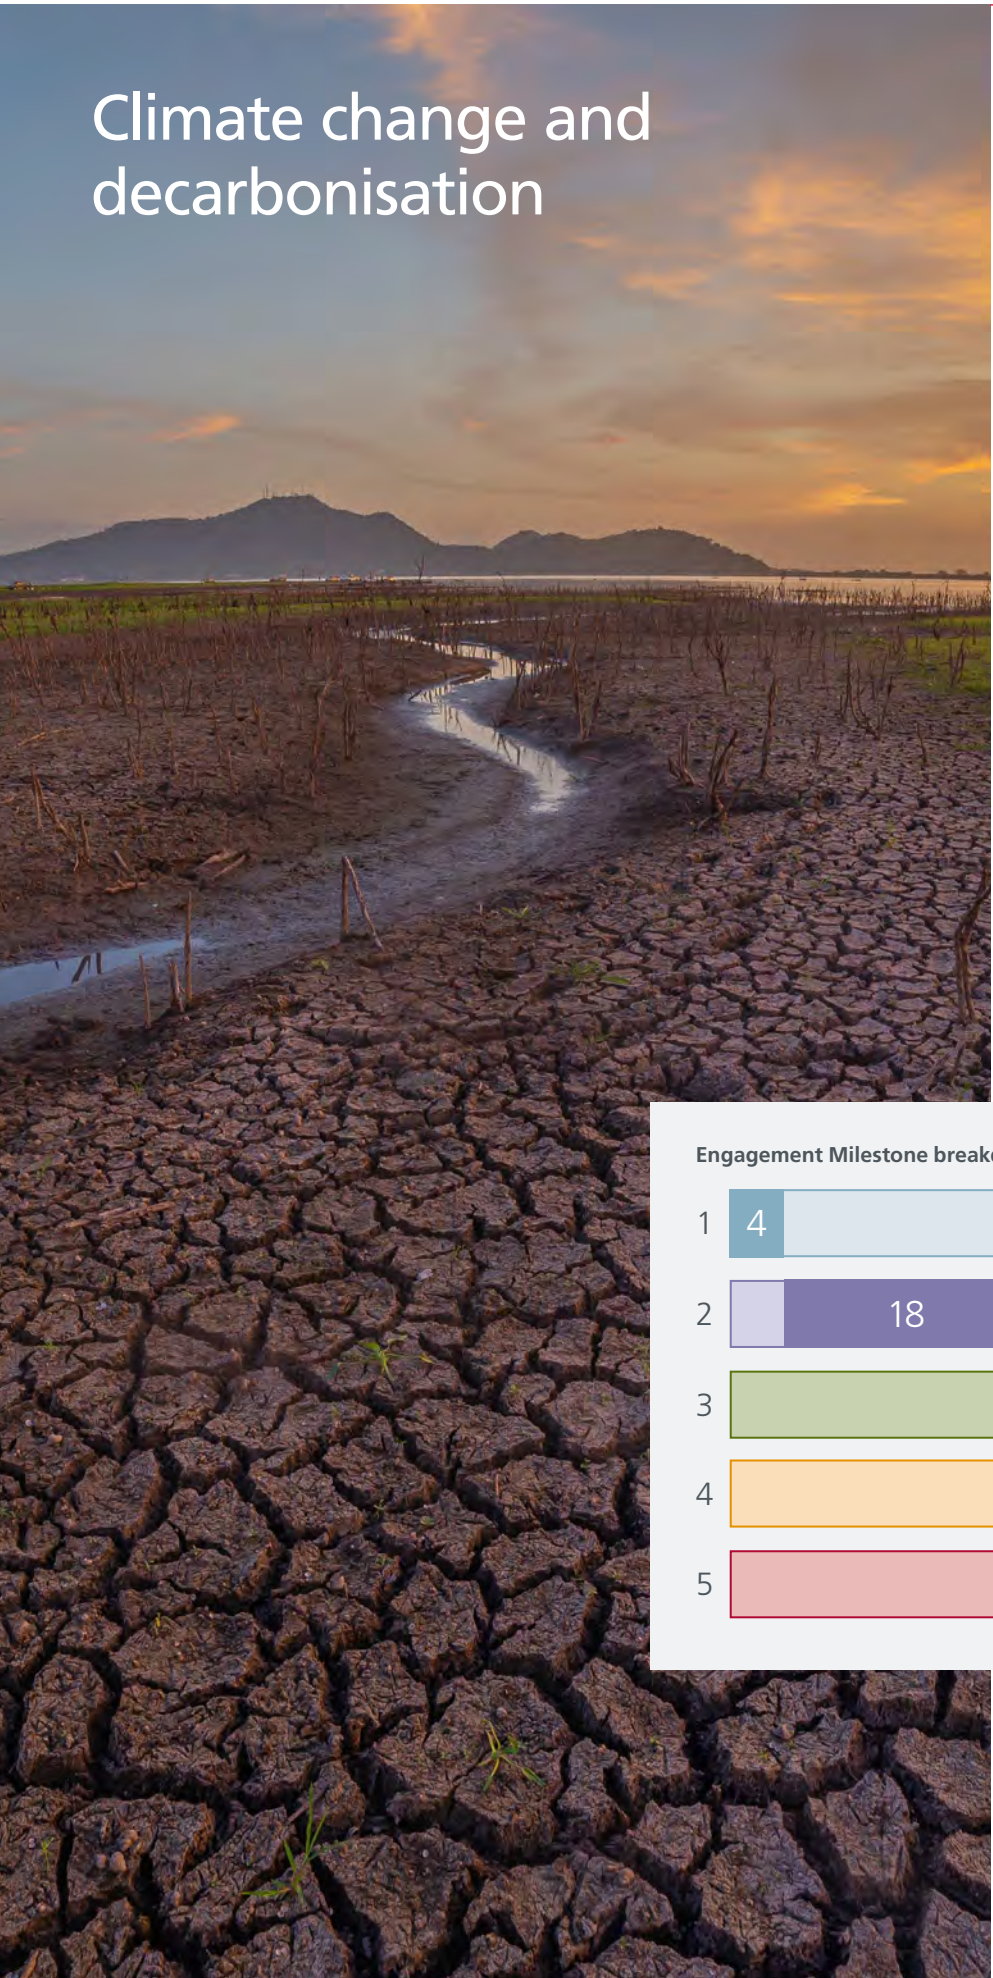 Climate change and
decarbonisation
Engagement Milestone
1 4
2 18
3
4
5